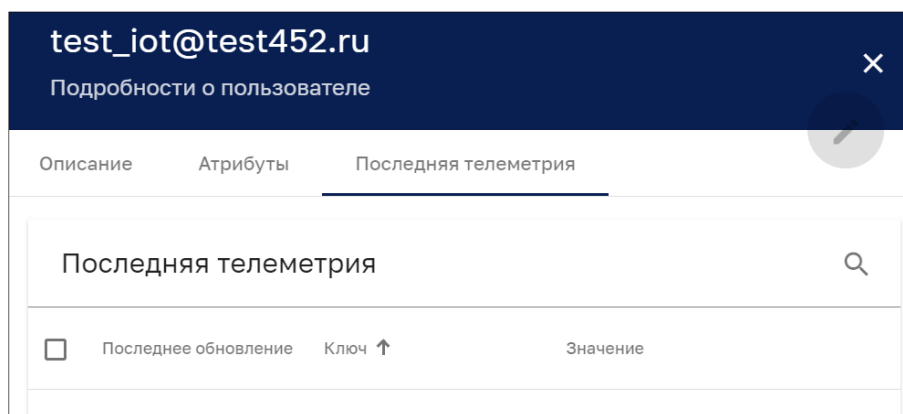 test_iot@test452.ru
Подробности о пользователе
Описание Атрибуты Последняя телеметрия
Последняя телеметрия
Последнее обновление Ключ ↑ Значение